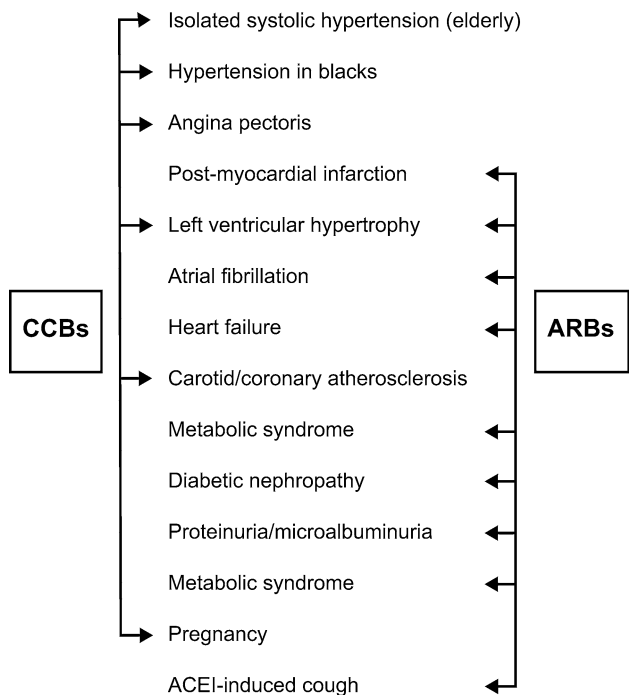 Isolated systolic hypertension (elderly)
Hypertension in blacks
Angina pectoris
Post-myocardial infarction
Left ventricular hypertrophy
Atrial fibrillation
CCBs
Heart failure
ARBs
Carotid/coronary atherosclerosis
Metabolic syndrome
Diabetic nephropathy
Proteinuria/microalbuminuria
Metabolic syndrome
Pregnancy
ACEI-induced cough